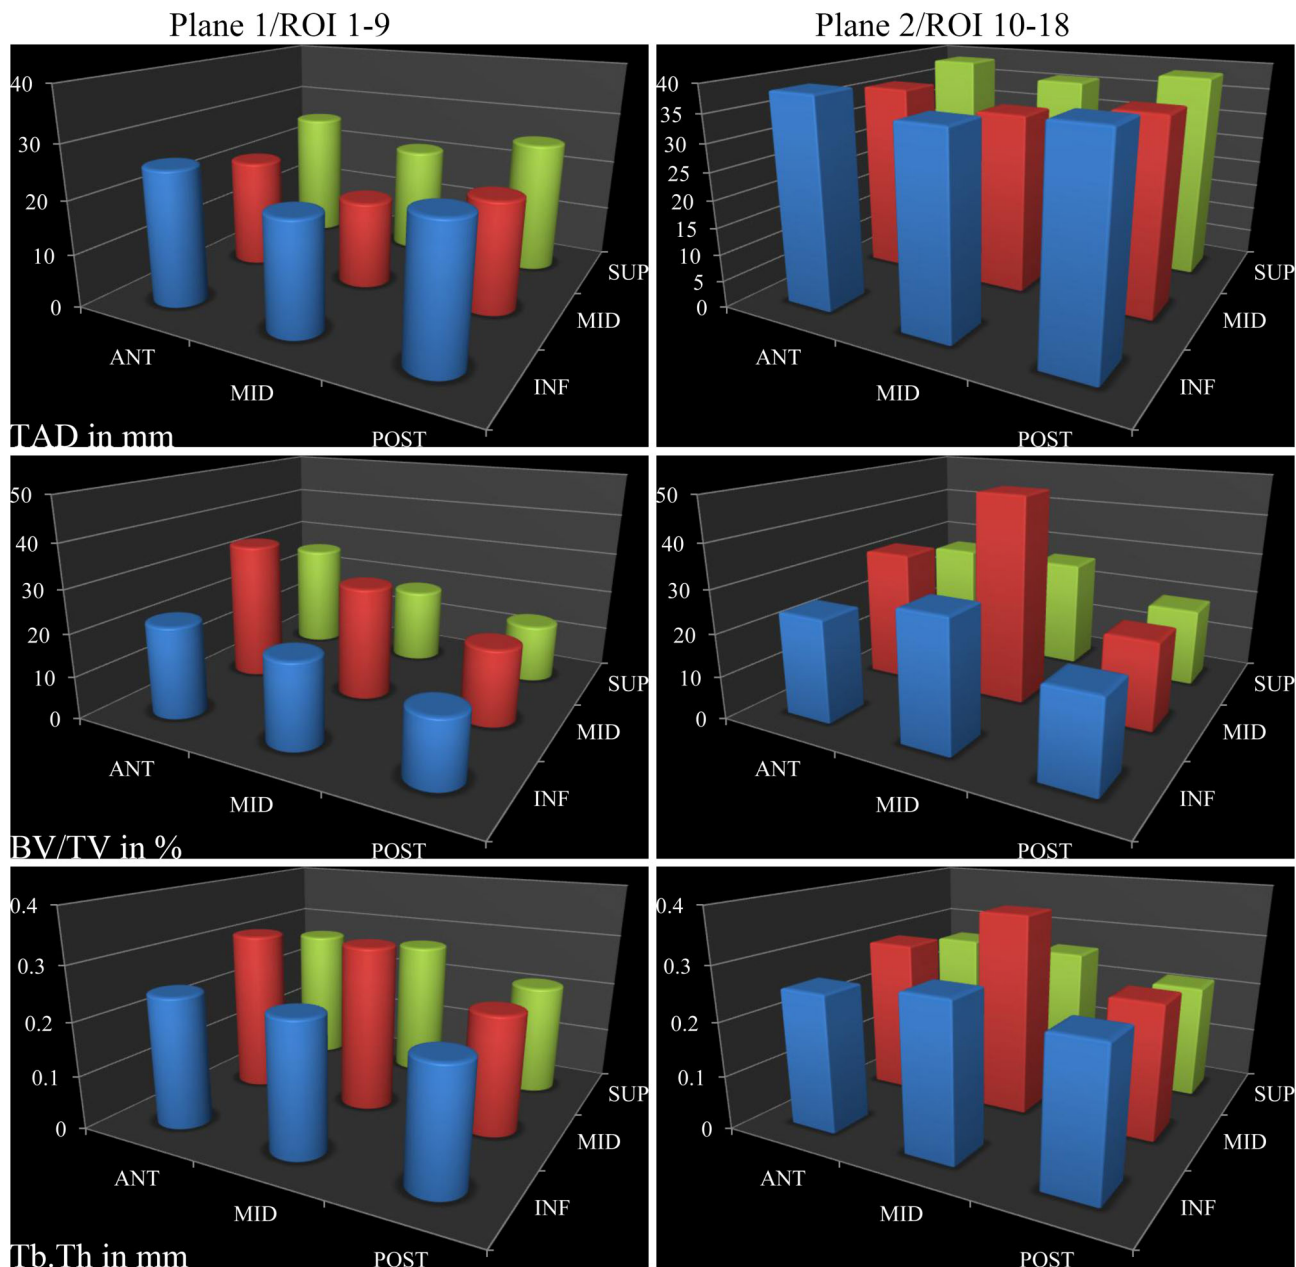 Plane 1/ROI 1-9
Plane 2/ROI 10-18
40
30
20
10
0
ANT
MID
POST
INF
MID
SUP
TAD in mm
40
35
30
25
20
15
10
5
0
ANT
MID
POST
INF
MID
SUP
50
40
30
20
10
0
ANT
MID
POST
INF
MID
SUP
BV/TV in %
50
40
30
20
10
0
ANT
MID
POST
INF
MID
SUP
0.4
0.3
0.2
0.1
0
ANT
MID
POST
INF
MID
SUP
Tb.Th in mm
0.4
0.3
0.2
0.1
0
ANT
MID
POST
INF
MID
SUP